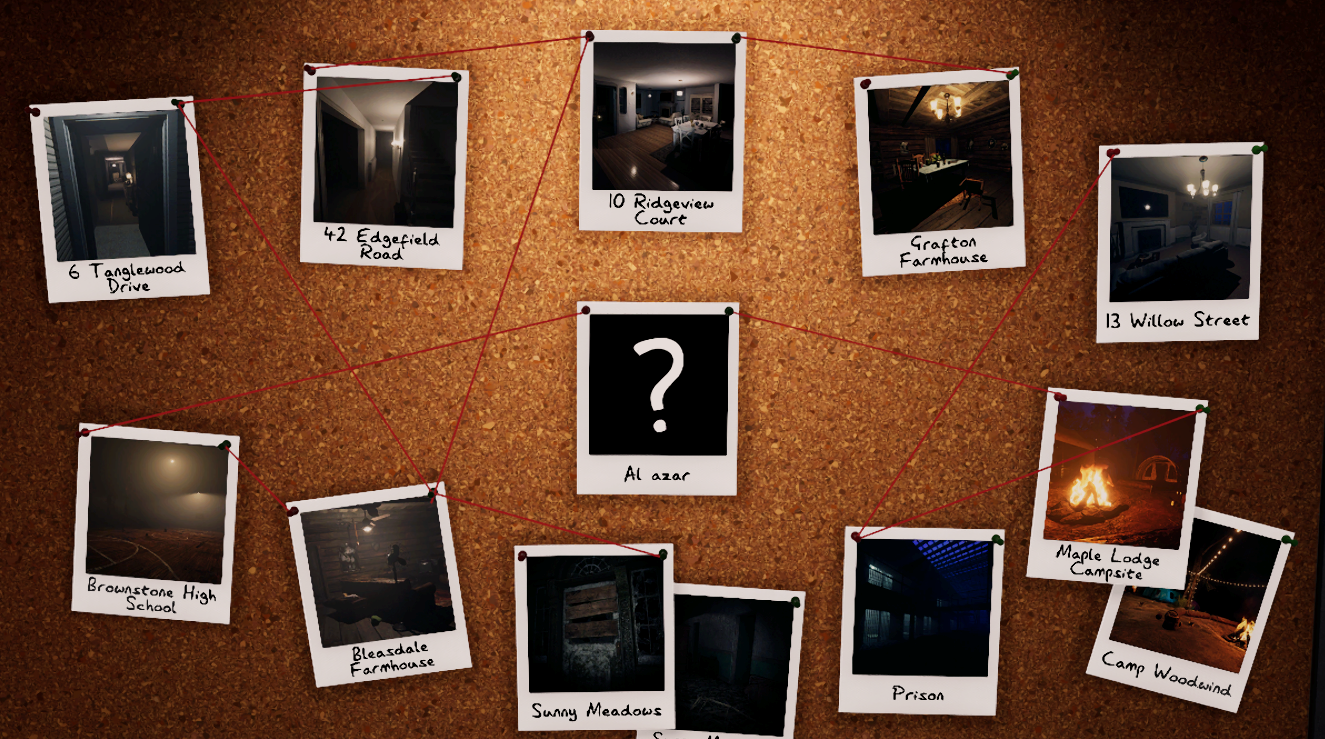 6 Tanglewood
Drive
42 Edgefield
Road
10 Ridgeview
Court
Grafton
Farmhouse
13 Willow Street
?
Al azar
Brownstone High
School
Bleasdale
Farmhouse
Sunny Meadows
Prison
Maple Lodge
Campsite
Camp Woodwind